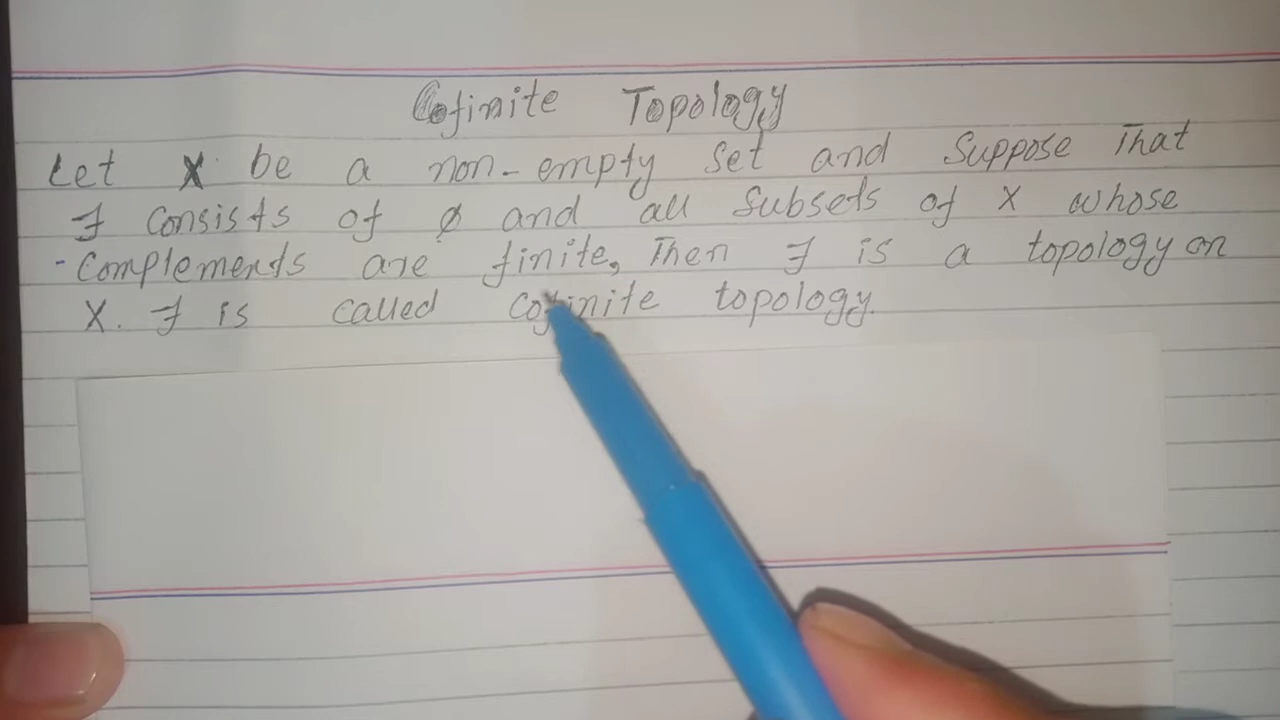 Cofinite Topology
Let X be a non-empty set and Suppose That
J consists of ø and all Subsets of X whose
- Complements are finite, Then J is a topology on
X. J is called Cofinite topology.